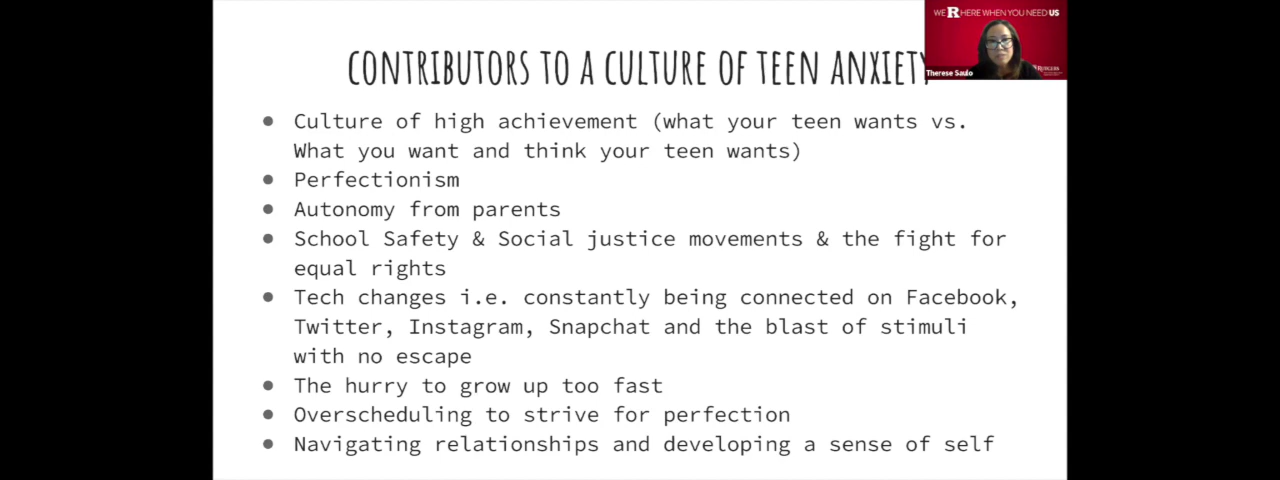 WE R HERE WHEN YOU NEED US
Therese Saulo
RUTGERS
CONTRIBUTORS TO A CULTURE OF TEEN ANXIETY
● Culture of high achievement (what your teen wants vs.
What you want and think your teen wants)
● Perfectionism
● Autonomy from parents
● School Safety & Social justice movements & the fight for
equal rights
● Tech changes i.e. constantly being connected on Facebook,
Twitter, Instagram, Snapchat and the blast of stimuli
with no escape
● The hurry to grow up too fast
● Overscheduling to strive for perfection
● Navigating relationships and developing a sense of self